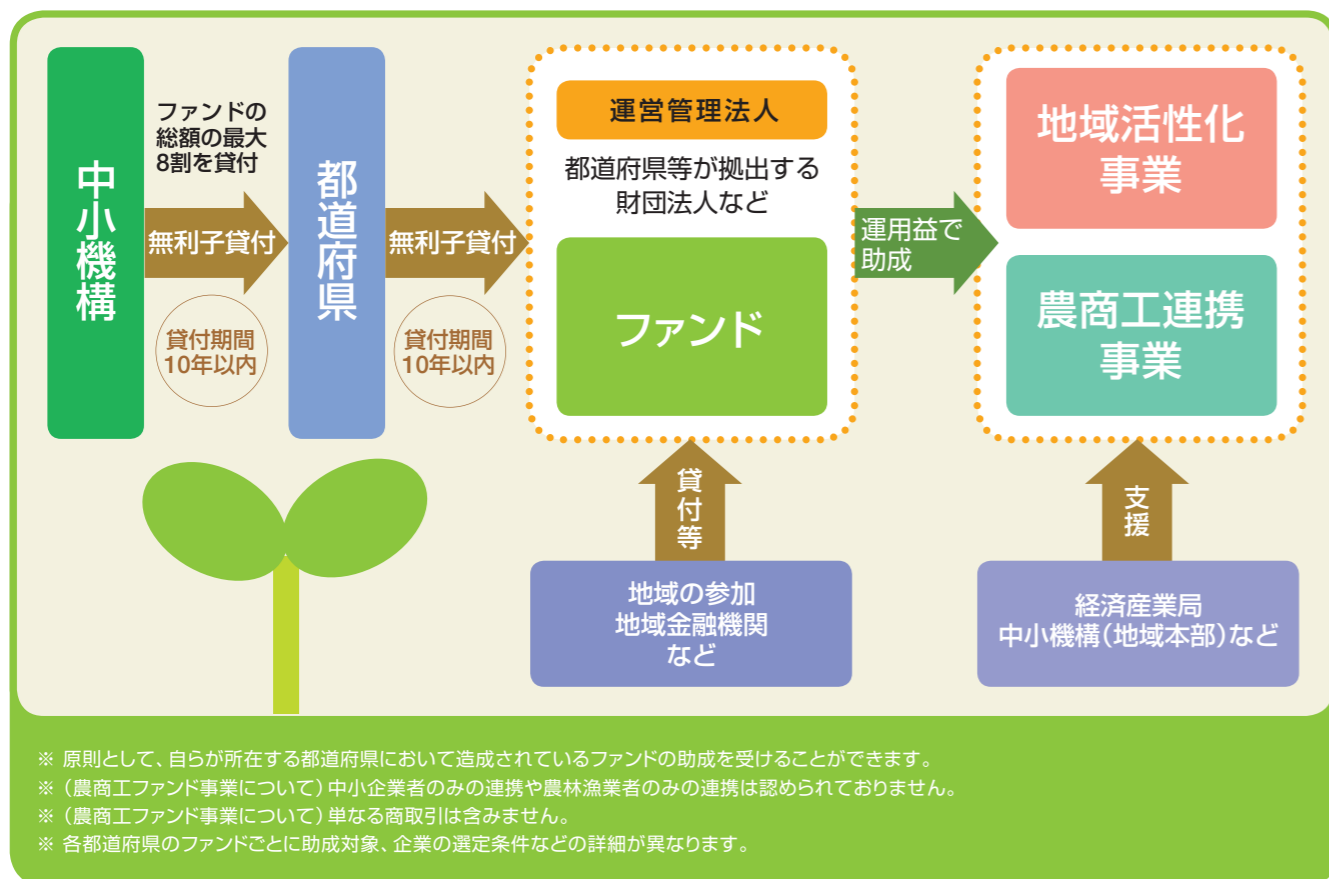 中小機構
ファンドの
総額の最大
8割を貸付
無利子貸付
貸付期間
10年以内
都道府県
無利子貸付
貸付期間
10年以内
運営管理法人
都道府県等が拠出する
財団法人など
ファンド
運用益で
助成
地域活性化
事業
農商工連携
事業
貸付等
地域の参加
地域金融機関
など
支援
経済産業局
中小機構(地域本部)など
※ 原則として、自らが所在する都道府県において造成されているファンドの助成を受けることができます。
※ (農商工ファンド事業について)中小企業者のみの連携や農林漁業者のみの連携は認められておりません。
※ (農商工ファンド事業について)単なる商取引は含みません。
※ 各都道府県のファンドごとに助成対象、企業の選定条件などの詳細が異なります。